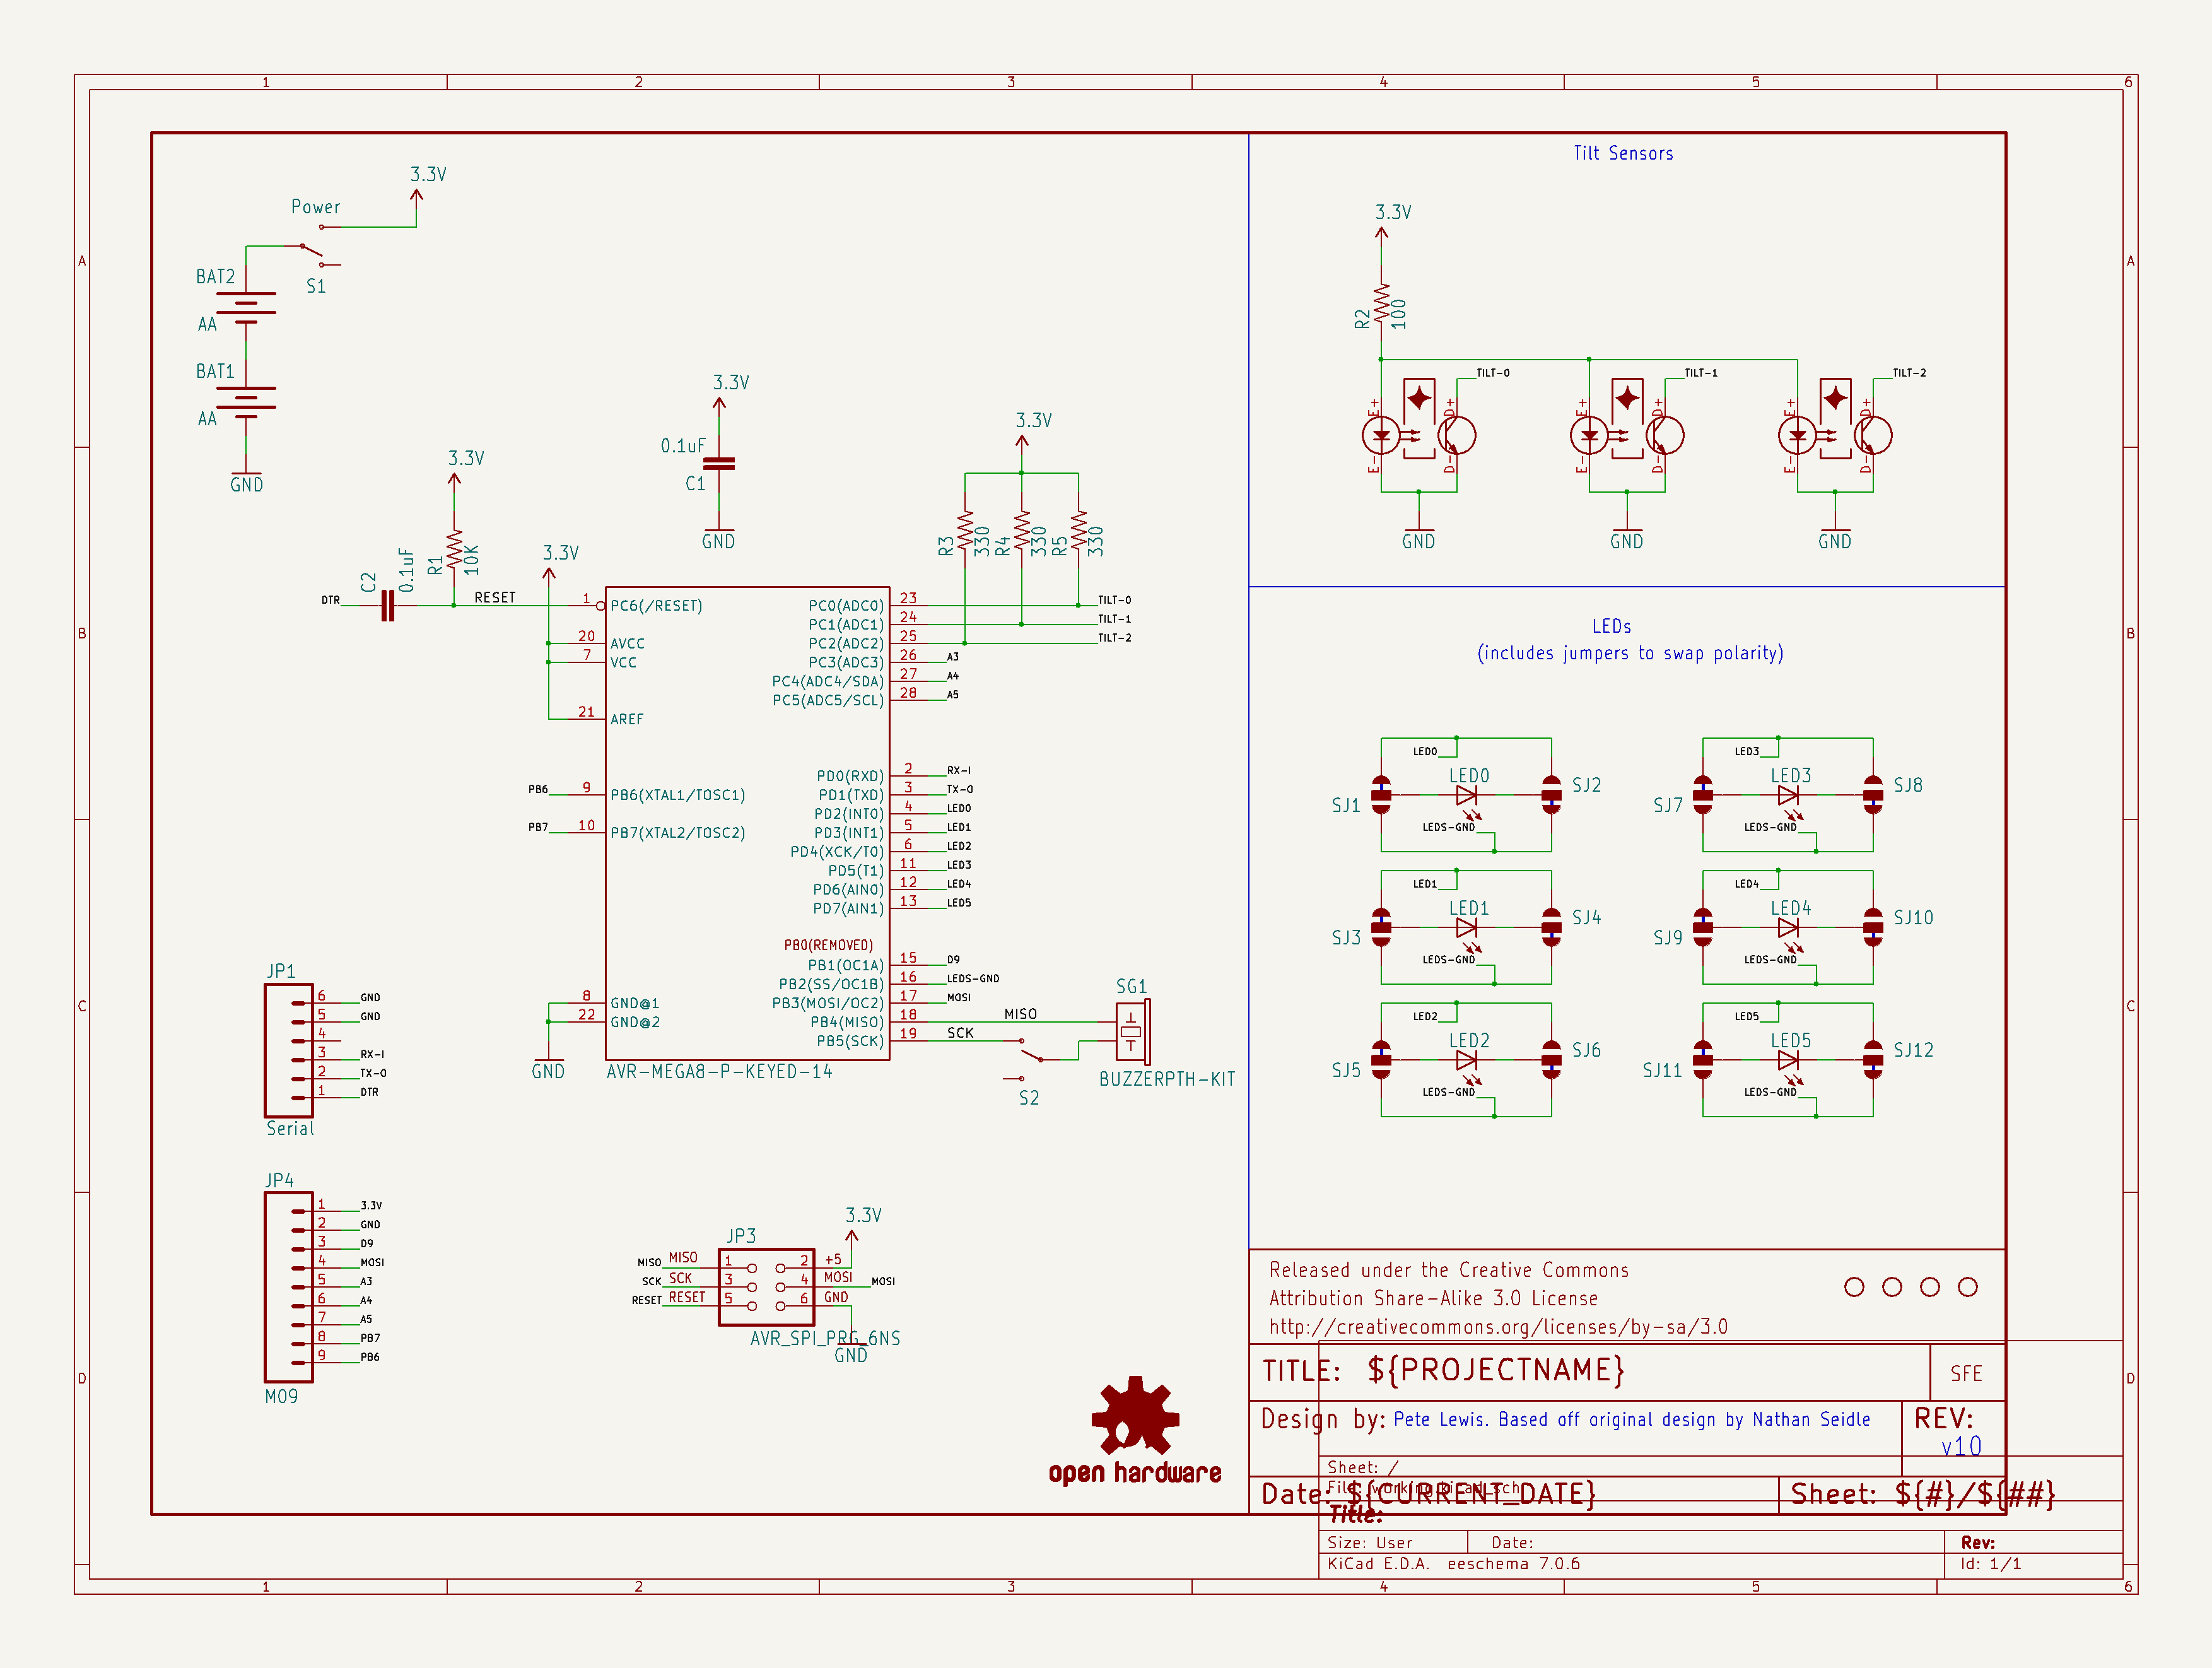 1 2 3 4 5 6
A A
B B
C C
D D
3.3V
Power
S1
BAT2
AA
BAT1
AA
GND
3.3V
0.1uF
C1
GND
3.3V
R1
10K
C2
0.1uF
DTR
RESET
3.3V
3.3V
R3
330
R4
330
R5
330
1 PC6(/RESET)
20 AVCC
7 VCC
21 AREF
PB6 9 PB6(XTAL1/TOSC1)
PB7 10 PB7(XTAL2/TOSC2)
8 GND@1
22 GND@2
GND
PC0(ADC0) 23 TILT-0
PC1(ADC1) 24 TILT-1
PC2(ADC2) 25 TILT-2
PC3(ADC3) 26 A3
PC4(ADC4/SDA) 27 A4
PC5(ADC5/SCL) 28 A5
PD0(RXD) 2 RX-I
PD1(TXD) 3 TX-O
PD2(INT0) 4 LED0
PD3(INT1) 5 LED1
PD4(XCK/T0) 6 LED2
PD5(T1) 11 LED3
PD6(AIN0) 12 LED4
PD7(AIN1) 13 LED5
PB0(REMOVED)
PB1(OC1A) 15 D9
PB2(SS/OC1B) 16 LEDS-GND
PB3(MOSI/OC2) 17 MOSI
PB4(MISO) 18 MISO
PB5(SCK) 19 SCK
AVR-MEGA8-P-KEYED-14
S2
SG1
BUZZERPTH-KIT
JP1
6 GND
5 GND
4
3 RX-I
2 TX-O
1 DTR
Serial
JP4
1 3.3V
2 GND
3 D9
4 MOSI
5 A3
6 A4
7 A5
8 PB7
9 PB6
M09
JP3
3.3V
MISO MISO 1 2 +5
SCK SCK 3 4 MOSI MOSI
RESET RESET 5 6 GND
AVR_SPI_PRG_6NS
GND
open hardware
Tilt Sensors
3.3V
R2
100
TILT-0 TILT-1 TILT-2
E+ D+ E+ D+ E+ D+
E- D- E- D- E- D-
GND GND GND
LEDs
(includes jumpers to swap polarity)
LED0 LED3
SJ1 LED0 SJ2 SJ7 LED3 SJ8
LEDS-GND LEDS-GND
LED1 LED4
SJ3 LED1 SJ4 SJ9 LED4 SJ10
LEDS-GND LEDS-GND
LED2 LED5
SJ5 LED2 SJ6 SJ11 LED5 SJ12
LEDS-GND LEDS-GND
Released under the Creative Commons
Attribution Share-Alike 3.0 License
http://creativecommons.org/licenses/by-sa/3.0
TITLE: ${PROJECTNAME} SFE
Design by: Pete Lewis. Based off original design by Nathan Seidle REV:
v10
Sheet: /
File: working.kicad_sch
Date: ${CURRENT_DATE} Sheet: ${#}/${##}
Title:
Size: User Date: Rev:
KiCad E.D.A. eeschema 7.0.6 Id: 1/1
1 2 3 4 5 6